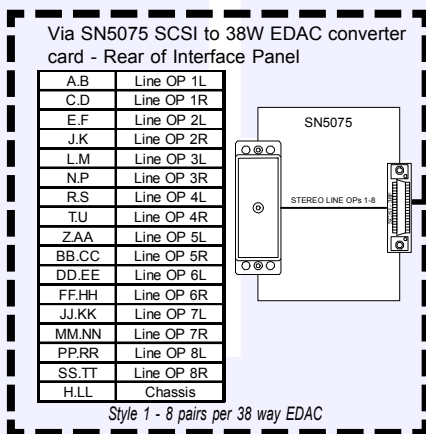 Via SN5075 SCSI to 38W EDAC converter
card - Rear of Interface Panel
A.B Line OP 1L
C.D Line OP 1R
E.F Line OP 2L
J.K Line OP 2R
L.M Line OP 3L
N.P Line OP 3R
R.S Line OP 4L
T.U Line OP 4R
Z.AA Line OP 5L
BB.CC Line OP 5R
DD.EE Line OP 6L
FF.HH Line OP 6R
JJ.KK Line OP 7L
MM.NN Line OP 7R
PP.RR Line OP 8L
SS.TT Line OP 8R
H.LL Chassis
SN5075
STEREO LINE OPs 1-8
Style 1 - 8 pairs per 38 way EDAC